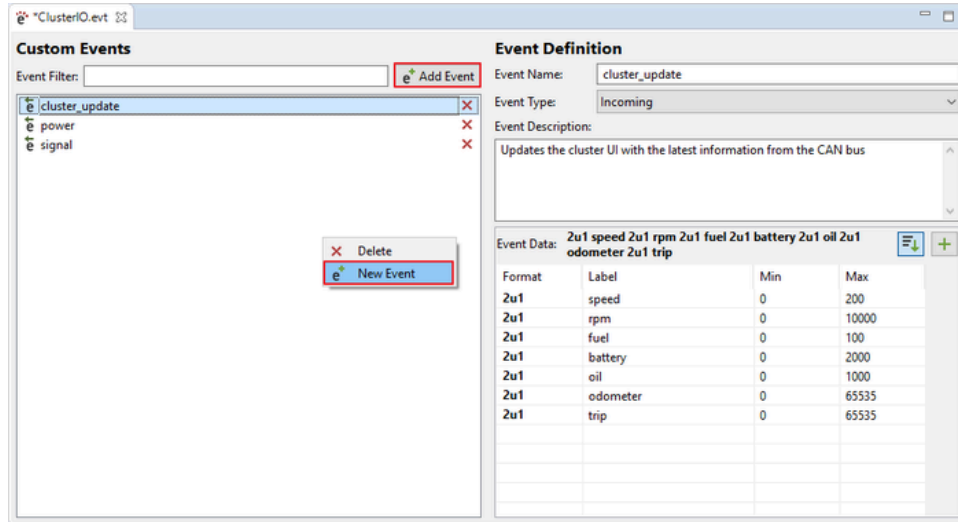 *ClusterIO.evt
Custom Events
Event Filter:
Add Event
cluster_update
power
signal
Delete
New Event
Event Definition
Event Name: cluster_update
Event Type: Incoming
Event Description:
Updates the cluster UI with the latest information from the CAN bus
Event Data: 2u1 speed 2u1 rpm 2u1 fuel 2u1 battery 2u1 oil 2u1
odometer 2u1 trip
Format Label Min Max
2u1 speed 0 200
2u1 rpm 0 10000
2u1 fuel 0 100
2u1 battery 0 2000
2u1 oil 0 1000
2u1 odometer 0 65535
2u1 trip 0 65535